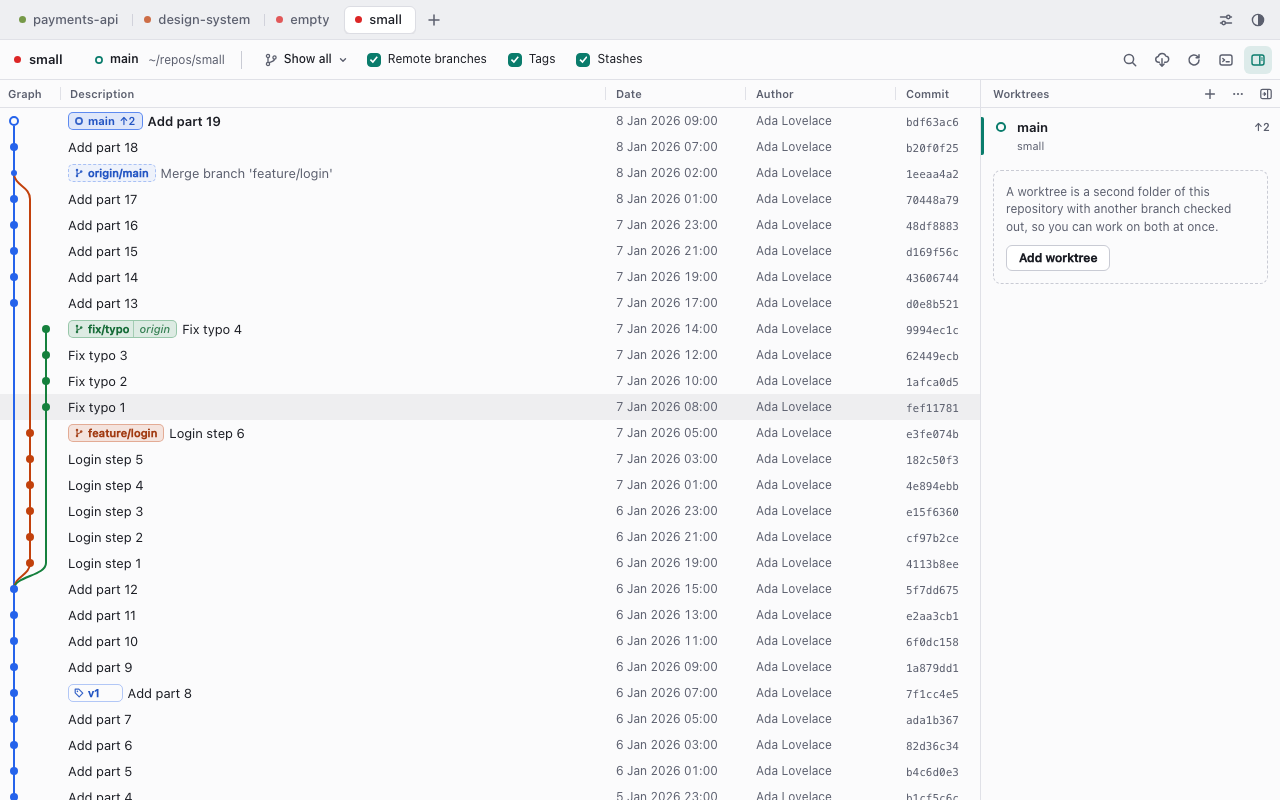 payments-api design-system empty small
small main ~/repos/small Show all Remote branches Tags Stashes
Graph Description Date Author Commit Worktrees
main ↑2 Add part 19 8 Jan 2026 09:00 Ada Lovelace bdf63ac6
Add part 18 8 Jan 2026 07:00 Ada Lovelace b20f0f25
origin/main Merge branch 'feature/login' 8 Jan 2026 02:00 Ada Lovelace 1eeaa4a2
Add part 17 8 Jan 2026 01:00 Ada Lovelace 70448a79
Add part 16 7 Jan 2026 23:00 Ada Lovelace 48df8883
Add part 15 7 Jan 2026 21:00 Ada Lovelace d169f56c
Add part 14 7 Jan 2026 19:00 Ada Lovelace 43606744
Add part 13 7 Jan 2026 17:00 Ada Lovelace d0e8b521
fix/typo origin Fix typo 4 7 Jan 2026 14:00 Ada Lovelace 9994ec1c
Fix typo 3 7 Jan 2026 12:00 Ada Lovelace 62449ecb
Fix typo 2 7 Jan 2026 10:00 Ada Lovelace 1afca0d5
Fix typo 1 7 Jan 2026 08:00 Ada Lovelace fef11781
feature/login Login step 6 7 Jan 2026 05:00 Ada Lovelace e3fe074b
Login step 5 7 Jan 2026 03:00 Ada Lovelace 182c50f3
Login step 4 7 Jan 2026 01:00 Ada Lovelace 4e894ebb
Login step 3 6 Jan 2026 23:00 Ada Lovelace e15f6360
Login step 2 6 Jan 2026 21:00 Ada Lovelace cf97b2ce
Login step 1 6 Jan 2026 19:00 Ada Lovelace 4113b8ee
Add part 12 6 Jan 2026 15:00 Ada Lovelace 5f7dd675
Add part 11 6 Jan 2026 13:00 Ada Lovelace e2aa3cb1
Add part 10 6 Jan 2026 11:00 Ada Lovelace 6f0dc158
Add part 9 6 Jan 2026 09:00 Ada Lovelace 1a879dd1
v1 Add part 8 6 Jan 2026 07:00 Ada Lovelace 7f1cc4e5
Add part 7 6 Jan 2026 05:00 Ada Lovelace ada1b367
Add part 6 6 Jan 2026 03:00 Ada Lovelace 82d36c34
Add part 5 6 Jan 2026 01:00 Ada Lovelace b4c6d0e3
Add part 4 5 Jan 2026 23:00 Ada Lovelace b1cf5c6c
main ↑2
small
A worktree is a second folder of this
repository with another branch checked
out, so you can work on both at once.
Add worktree